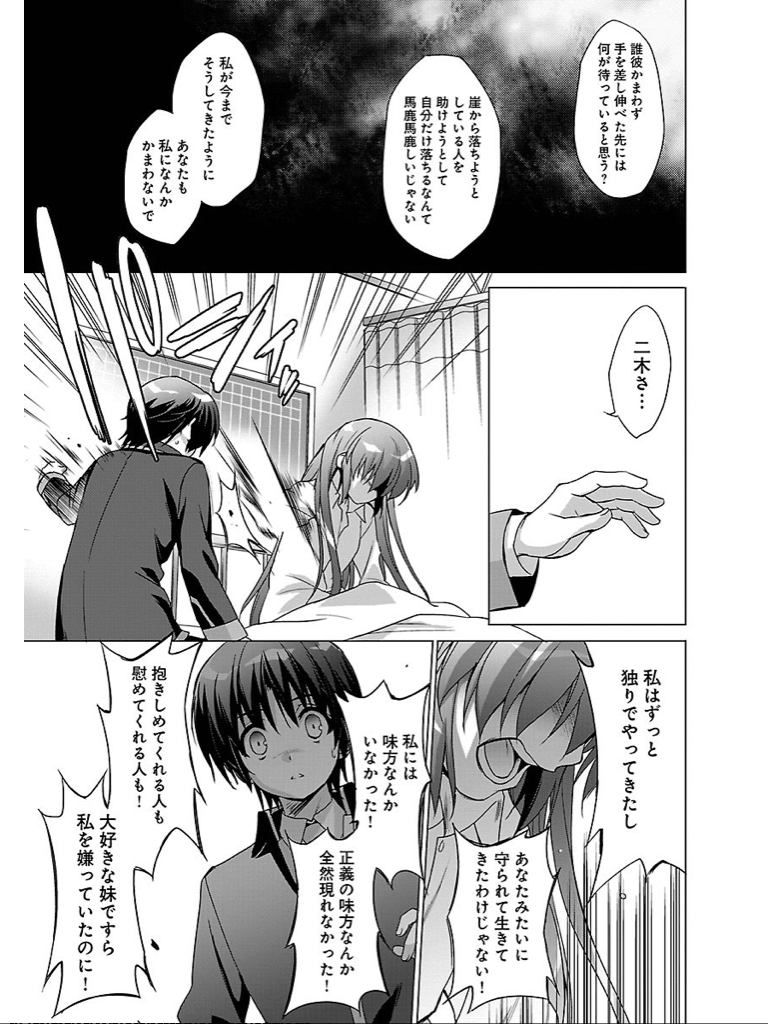 誰彼かまわず
手を差し伸べた先には
何が待っていると思う？
崖から落ちようと
している人を
助けようとして
自分だけ落ちるなんて
馬鹿馬鹿しいじゃない
私が今まで
そうしてきたように
あなたも
私になんか
かまわないで
二木さ…
パシィ
私はずっと
独りでやってきたし
あなたみたいに
守られて生きて
きたわけじゃない！
私には
味方なんか
いなかった！
正義の味方なんか
全然現れなかった！
抱きしめてくれる人も
慰めてくれる人も！
大好きな妹ですら
私を嫌っていたのに！